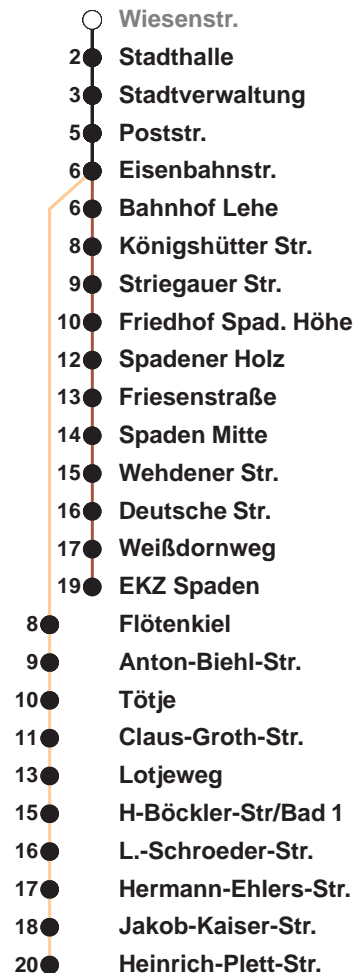 Wiesenstr.
2 Stadthalle
3 Stadtverwaltung
5 Poststr.
6 Eisenbahnstr.
6 Bahnhof Lehe
8 Königshütter Str.
9 Striegauer Str.
10 Friedhof Spad. Höhe
12 Spadener Holz
13 Friesenstraße
14 Spaden Mitte
15 Wehdener Str.
16 Deutsche Str.
17 Weißdornweg
19 EKZ Spaden
8 Flötenkiel
9 Anton-Biehl-Str.
10 Tötje
11 Claus-Groth-Str.
13 Lotjeweg
15 H-Böckler-Str/Bad 1
16 L.-Schroeder-Str.
17 Hermann-Ehlers-Str.
18 Jakob-Kaiser-Str.
20 Heinrich-Plett-Str.